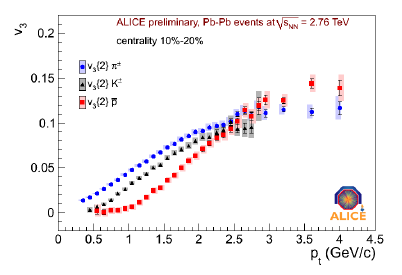 ALICE preliminary, Pb-Pb events at √sNN = 2.76 TeV
centrality 10%-20%
v3{2} π±
v3{2} K±
v3{2} p̅
v3
0.2
0.15
0.1
0.05
0
0 0.5 1 1.5 2 2.5 3 3.5 4 4.5
pt (GeV/c)
ALICE